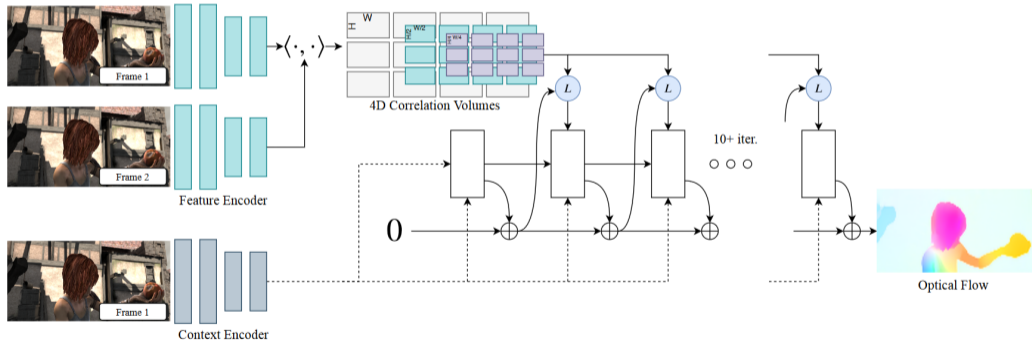 Frame 1
Frame 2
Feature Encoder
Frame 1
Context Encoder
⟨·,·⟩
H
W
H/2
W/2
W/4
4D Correlation Volumes
L
L
L
10+ iter.
0
Optical Flow